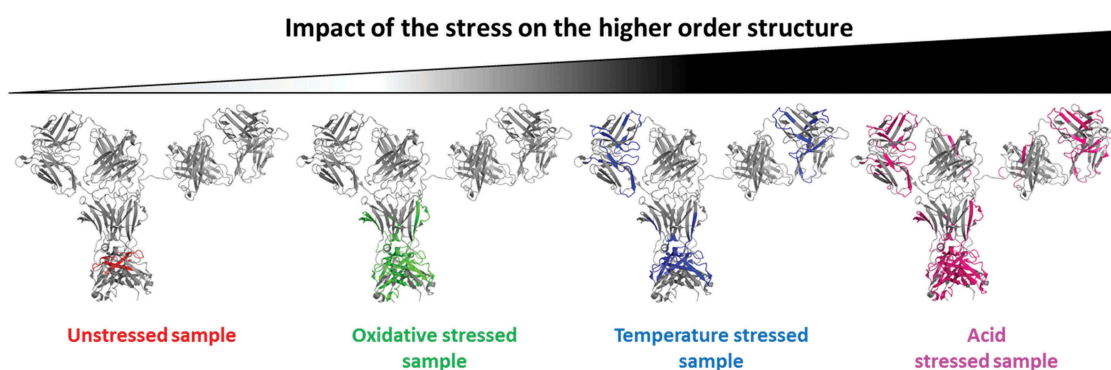 Impact of the stress on the higher order structure
Unstressed sample
Oxidative stressed
sample
Temperature stressed
sample
Acid
stressed sample